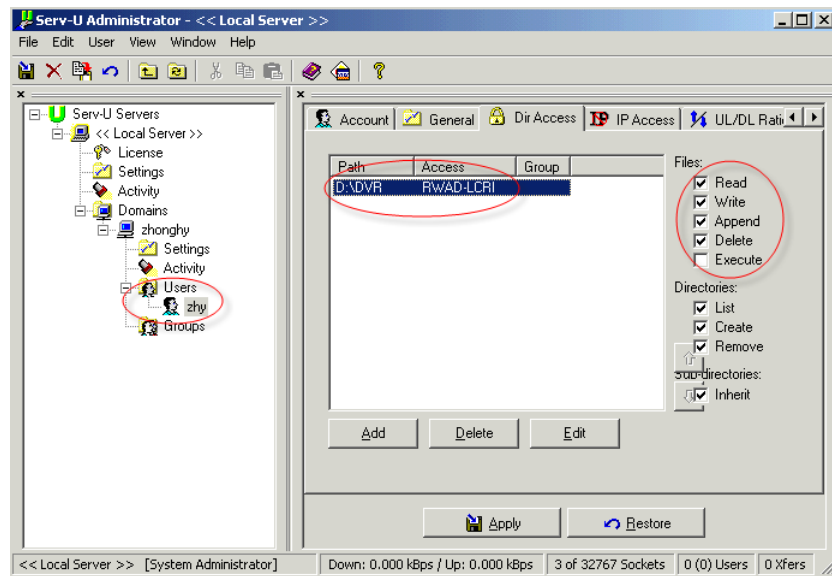 Serv-U Administrator - << Local Server >>
File Edit User View Window Help
Serv-U Servers
<< Local Server >>
License
Settings
Activity
Domains
zhonghy
Settings
Activity
Users
zhy
Groups
Account General Dir Access IP Access UL/DL Rati
Path Access Group
D:\DVR RWAD-LCRI
Files:
Read
Write
Append
Delete
Execute
Directories:
List
Create
Remove
Sub-directories:
Inherit
Add Delete Edit
Apply Restore
<< Local Server >> [System Administrator] Down: 0.000 kBps / Up: 0.000 kBps 3 of 32767 Sockets 0 (0) Users 0 Xfers